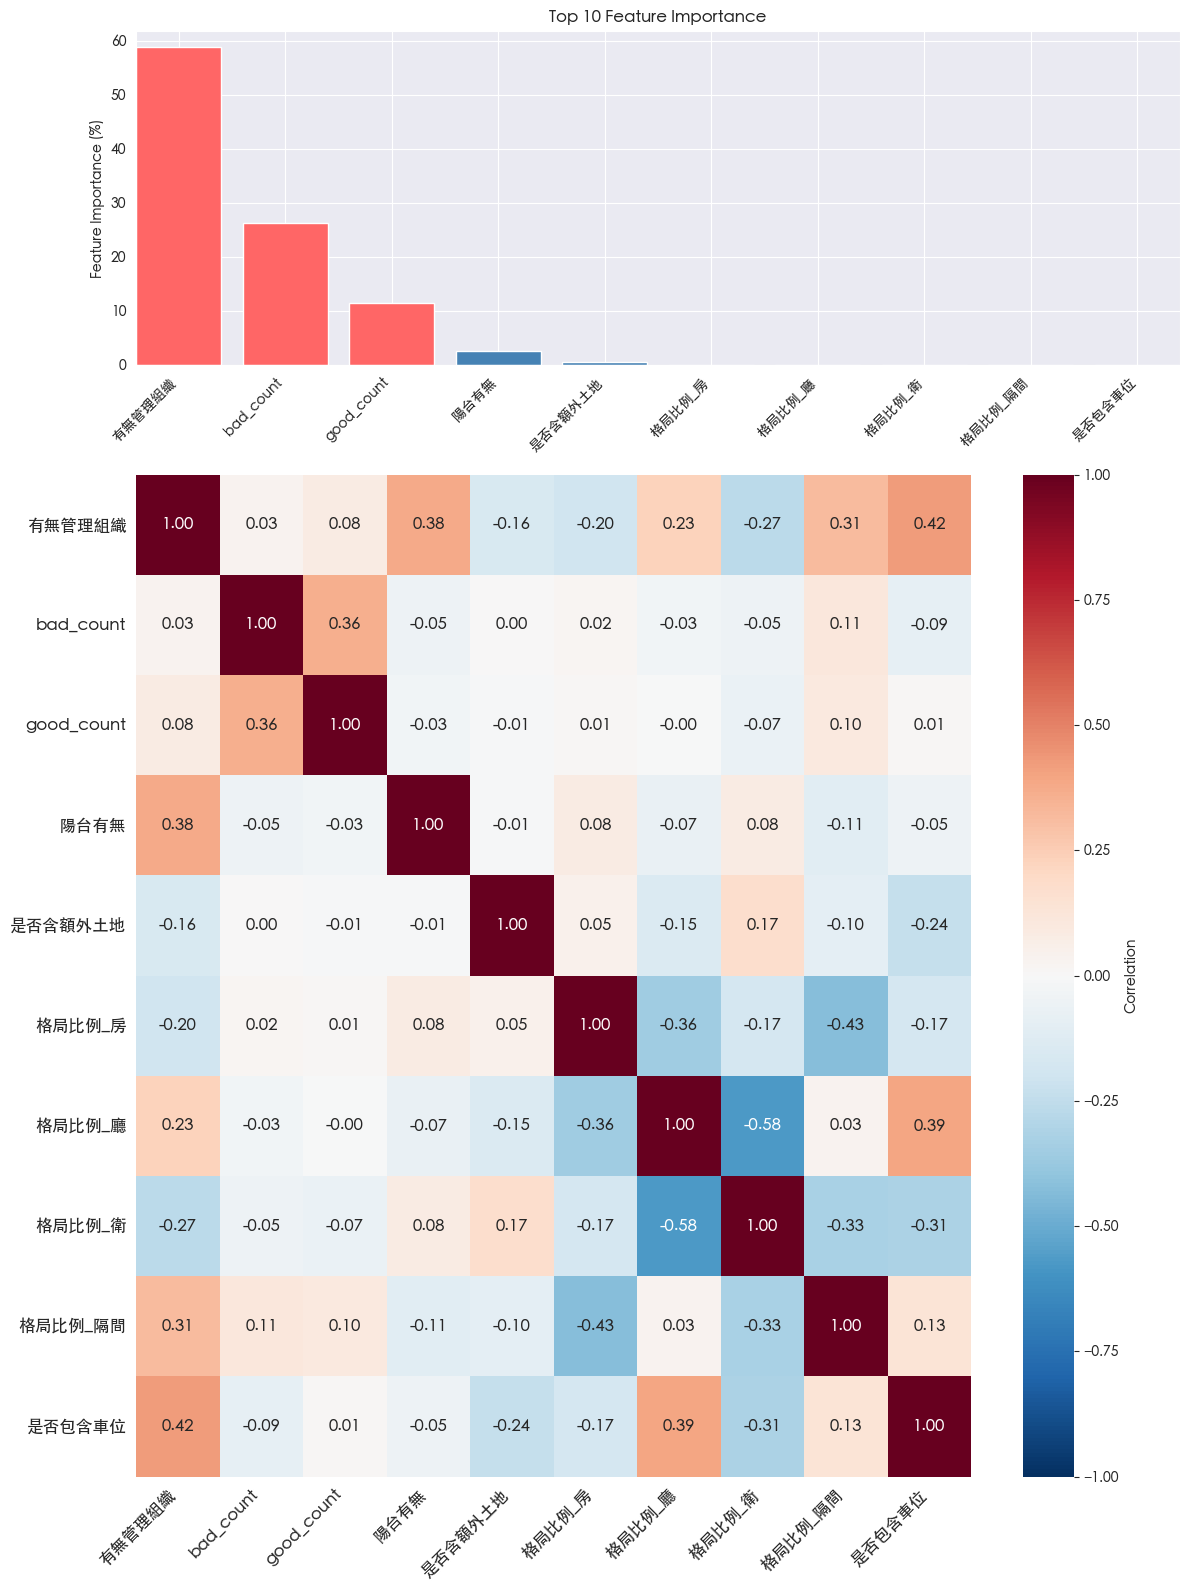 Top 10 Feature Importance
Feature Importance (%)
60
50
40
30
20
10
0
有無管理組織
bad_count
good_count
陽台有無
是否含額外土地
格局比例_房
格局比例_廳
格局比例_衛
格局比例_隔間
是否包含車位
有無管理組織 1.00 0.03 0.08 0.38 -0.16 -0.20 0.23 -0.27 0.31 0.42
bad_count 0.03 1.00 0.36 -0.05 0.00 0.02 -0.03 -0.05 0.11 -0.09
good_count 0.08 0.36 1.00 -0.03 -0.01 0.01 -0.00 -0.07 0.10 0.01
陽台有無 0.38 -0.05 -0.03 1.00 -0.01 0.08 -0.07 0.08 -0.11 -0.05
是否含額外土地 -0.16 0.00 -0.01 -0.01 1.00 0.05 -0.15 0.17 -0.10 -0.24
格局比例_房 -0.20 0.02 0.01 0.08 0.05 1.00 -0.36 -0.17 -0.43 -0.17
格局比例_廳 0.23 -0.03 -0.00 -0.07 -0.15 -0.36 1.00 -0.58 0.03 0.39
格局比例_衛 -0.27 -0.05 -0.07 0.08 0.17 -0.17 -0.58 1.00 -0.33 -0.31
格局比例_隔間 0.31 0.11 0.10 -0.11 -0.10 -0.43 0.03 -0.33 1.00 0.13
是否包含車位 0.42 -0.09 0.01 -0.05 -0.24 -0.17 0.39 -0.31 0.13 1.00
有無管理組織
bad_count
good_count
陽台有無
是否含額外土地
格局比例_房
格局比例_廳
格局比例_衛
格局比例_隔間
是否包含車位
1.00
0.75
0.50
0.25
0.00
−0.25
−0.50
−0.75
−1.00
Correlation